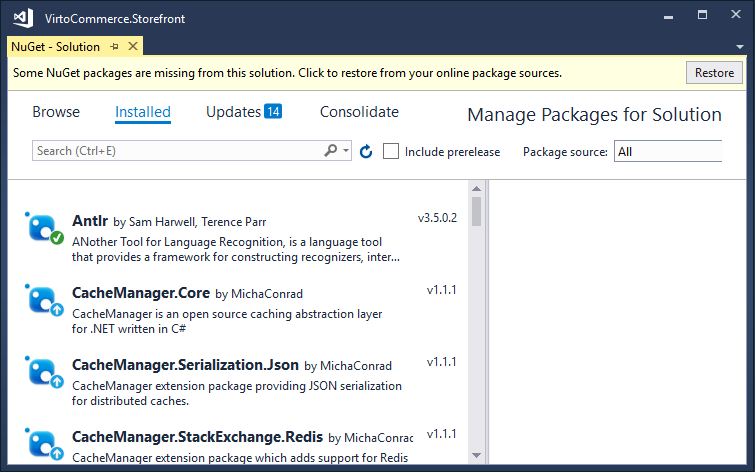 VirtoCommerce.Storefront
NuGet - Solution
Some NuGet packages are missing from this solution. Click to restore from your online package sources.
Restore
Browse Installed Updates 14 Consolidate Manage Packages for Solution
Search (Ctrl+E) Include prerelease Package source: All
Antlr by Sam Harwell, Terence Parr v3.5.0.2
ANother Tool for Language Recognition, is a language tool
that provides a framework for constructing recognizers, inter...
CacheManager.Core by MichaConrad v1.1.1
CacheManager is an open source caching abstraction layer
for .NET written in C#
CacheManager.Serialization.Json by MichaConrad v1.1.1
CacheManager extension package providing JSON serialization
for distributed caches.
CacheManager.StackExchange.Redis by MichaConrad v1.1.1
CacheManager extension package which adds support for Redis